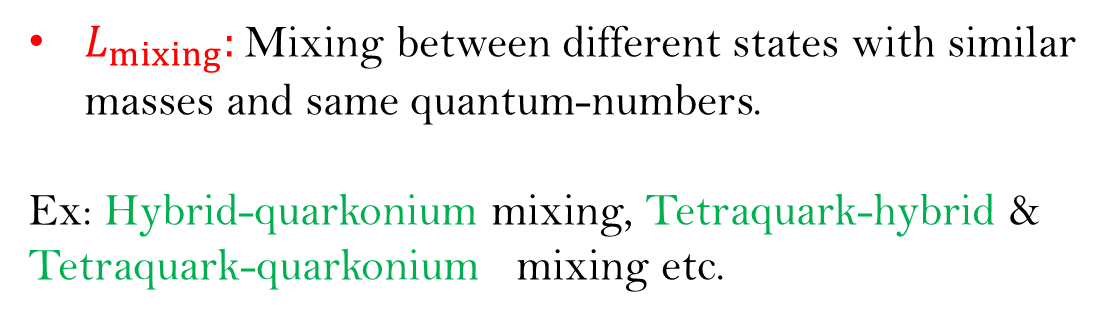 • L_mixing: Mixing between different states with similar
masses and same quantum-numbers.
Ex: Hybrid-quarkonium mixing, Tetraquark-hybrid &
Tetraquark-quarkonium mixing etc.